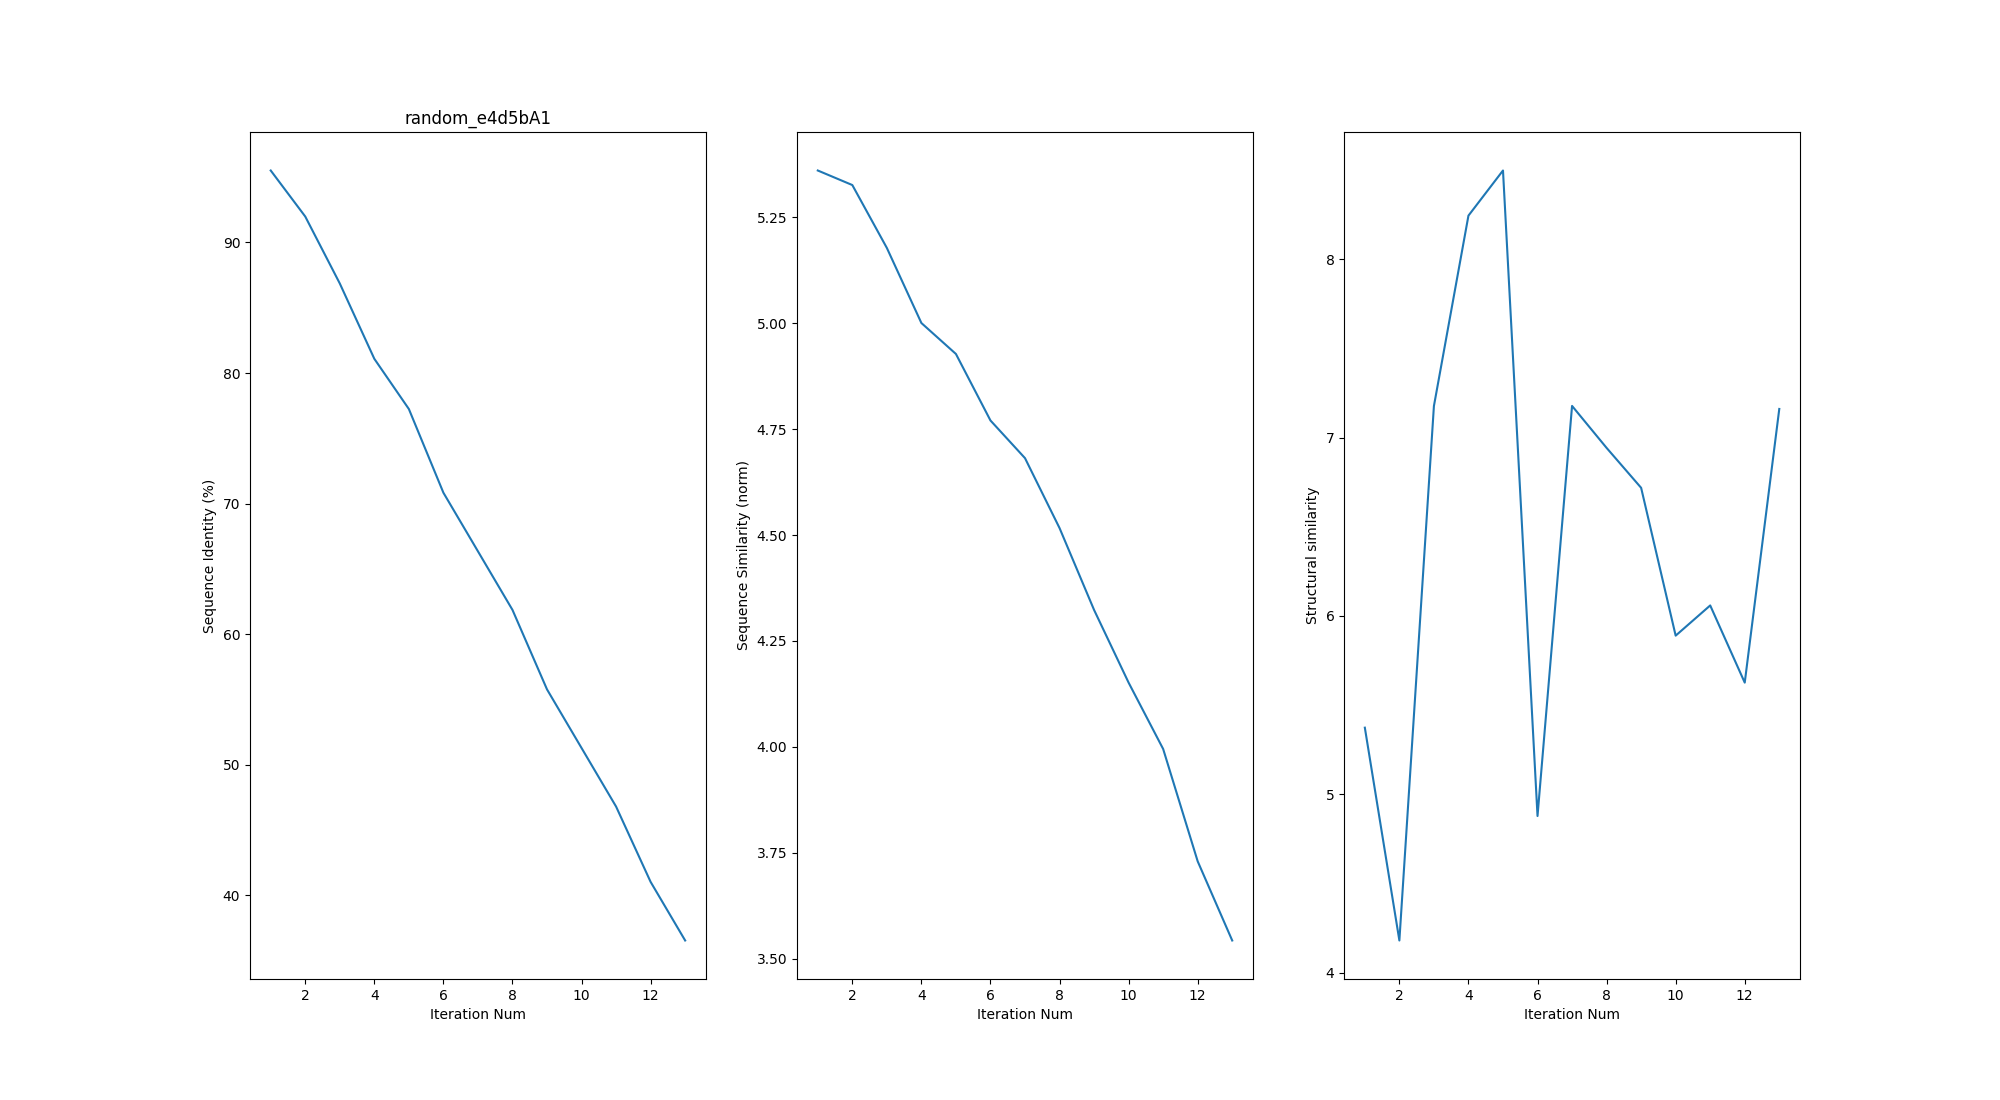 random_e4d5bA1
Sequence Identity (%)
90
80
70
60
50
40
2 4 6 8 10 12
Iteration Num
Sequence Similarity (norm)
5.25
5.00
4.75
4.50
4.25
4.00
3.75
3.50
2 4 6 8 10 12
Iteration Num
Structural similarity
8
7
6
5
4
2 4 6 8 10 12
Iteration Num